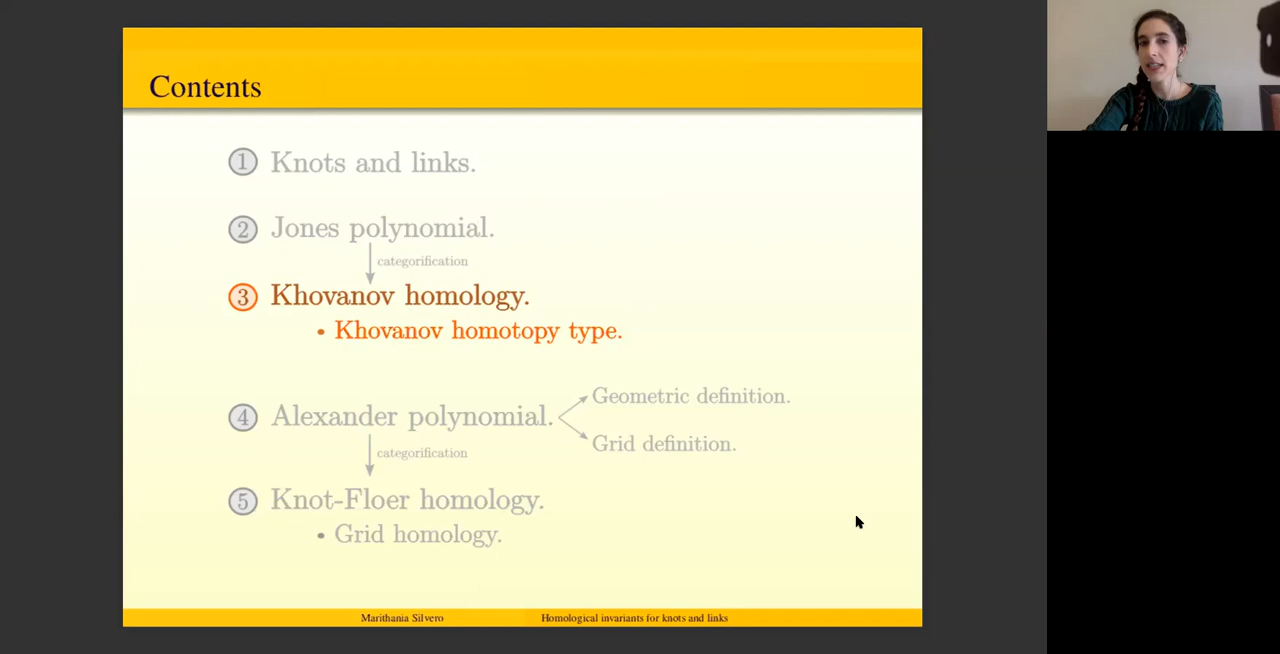 Contents
1 Knots and links.
2 Jones polynomial.
categorification
3 Khovanov homology.
• Khovanov homotopy type.
4 Alexander polynomial.
Geometric definition.
Grid definition.
categorification
5 Knot-Floer homology.
• Grid homology.
Marithania Silvero Homological invariants for knots and links